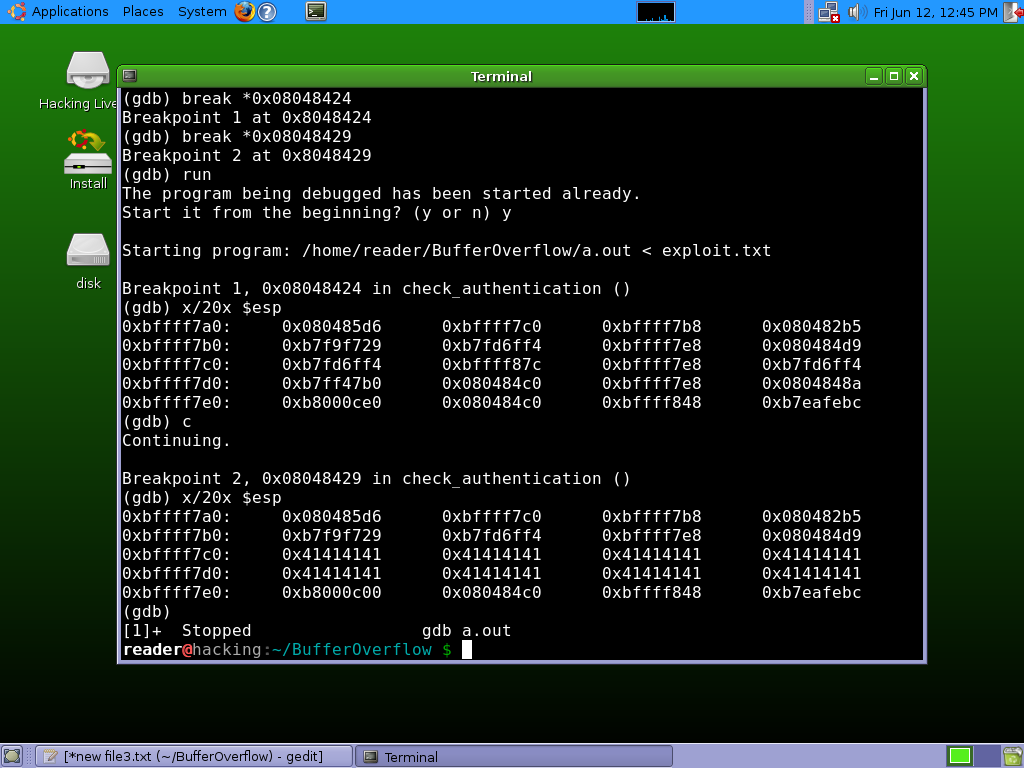 Applications Places System
Fri Jun 12, 12:45 PM
Hacking Live
Install
disk
Terminal
(gdb) break *0x08048424
Breakpoint 1 at 0x8048424
(gdb) break *0x08048429
Breakpoint 2 at 0x8048429
(gdb) run
The program being debugged has been started already.
Start it from the beginning? (y or n) y
Starting program: /home/reader/BufferOverflow/a.out < exploit.txt
Breakpoint 1, 0x08048424 in check_authentication ()
(gdb) x/20x $esp
0xbffff7a0: 0x080485d6 0xbffff7c0 0xbffff7b8 0x080482b5
0xbffff7b0: 0xb7f9f729 0xb7fd6ff4 0xbffff7e8 0x080484d9
0xbffff7c0: 0xb7fd6ff4 0xbffff87c 0xbffff7e8 0xb7fd6ff4
0xbffff7d0: 0xb7ff47b0 0x080484c0 0xbffff7e8 0x0804848a
0xbffff7e0: 0xb8000ce0 0x080484c0 0xbffff848 0xb7eafebc
(gdb) c
Continuing.
Breakpoint 2, 0x08048429 in check_authentication ()
(gdb) x/20x $esp
0xbffff7a0: 0x080485d6 0xbffff7c0 0xbffff7b8 0x080482b5
0xbffff7b0: 0xb7f9f729 0xb7fd6ff4 0xbffff7e8 0x080484d9
0xbffff7c0: 0x41414141 0x41414141 0x41414141 0x41414141
0xbffff7d0: 0x41414141 0x41414141 0x41414141 0x41414141
0xbffff7e0: 0xb8000c00 0x080484c0 0xbffff848 0xb7eafebc
(gdb)
[1]+ Stopped gdb a.out
reader@hacking:~/BufferOverflow $
[*new file3.txt (~/BufferOverflow) - gedit]
Terminal